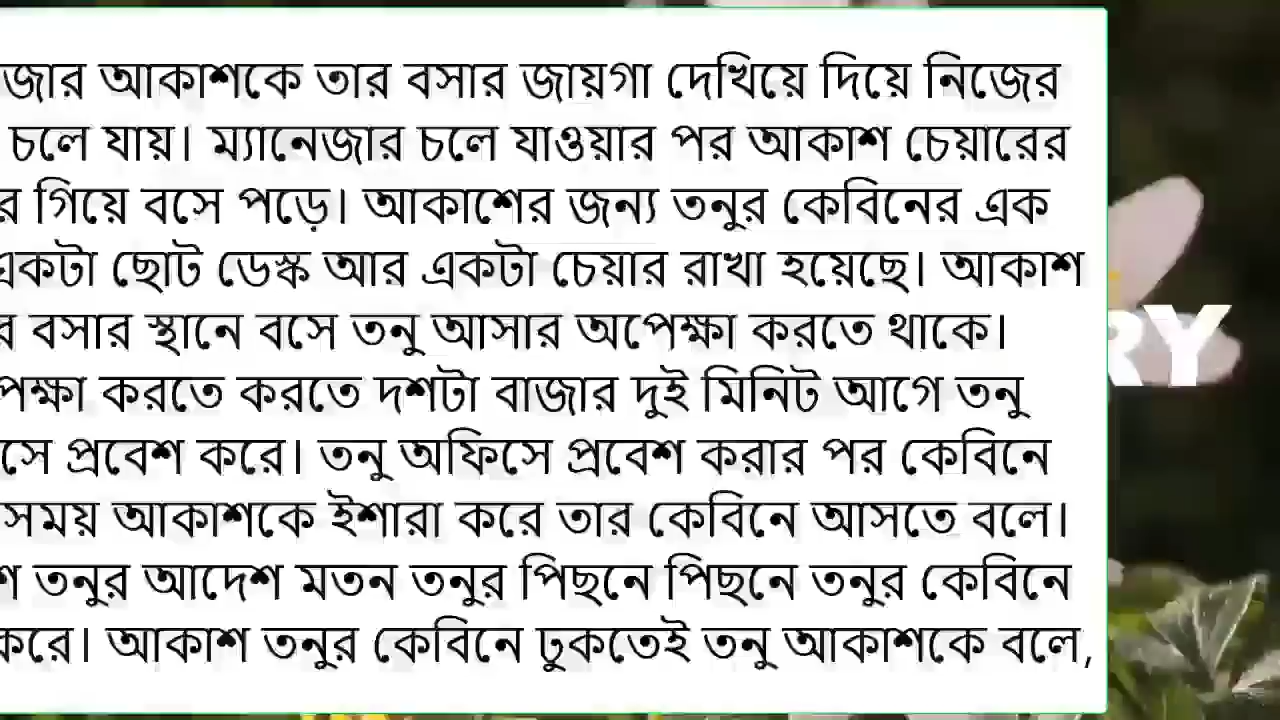 আকাশকে তার বসার জায়গা দেখিয়ে দিয়ে নিজের
চলে যায়। ম্যানেজার চলে যাওয়ার পর আকাশ চেয়ারের
গিয়ে বসে পড়ে। আকাশের জন্য তনুর কেবিনের এক
একটা ছোট ডেস্ক আর একটা চেয়ার রাখা হয়েছে। আকাশ
বসার স্থানে বসে তনু আসার অপেক্ষা করতে থাকে।
করতে করতে দশটা বাজার দুই মিনিট আগে তনু
প্রবেশ করে। তনু অফিসে প্রবেশ করার পর কেবিনে
সময় আকাশকে ইশারা করে তার কেবিনে আসতে বলে।
তনুর আদেশ মতন তনুর পিছনে পিছনে তনুর কেবিনে
করে। আকাশ তনুর কেবিনে ঢুকতেই তনু আকাশকে বলে,